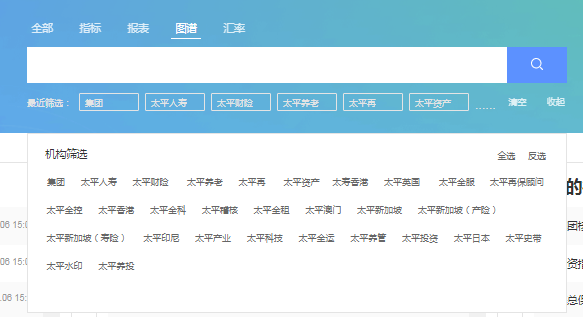 全部 指标 报表 图谱 汇率
最近筛选： 集团 太平人寿 太平财险 太平养老 太平再 太平资产 ...... 清空 收起
机构筛选 全选 反选
集团 太平人寿 太平财险 太平养老 太平再 太平资产 太寿香港 太平英国 太平金服 太平再保顾问
的
太平金控 太平香港 太平金科 太平稽核 太平金租 太平澳门 太平新加坡 太平新加坡（产险）
.06 15:0 团
太平新加坡（寿险） 太平印尼 太平产业 太平科技 太平金运 太平养管 太平投资 太平日本 太平史带
.06 15: 资指
太平水印 太平养投
.06 15: 总保